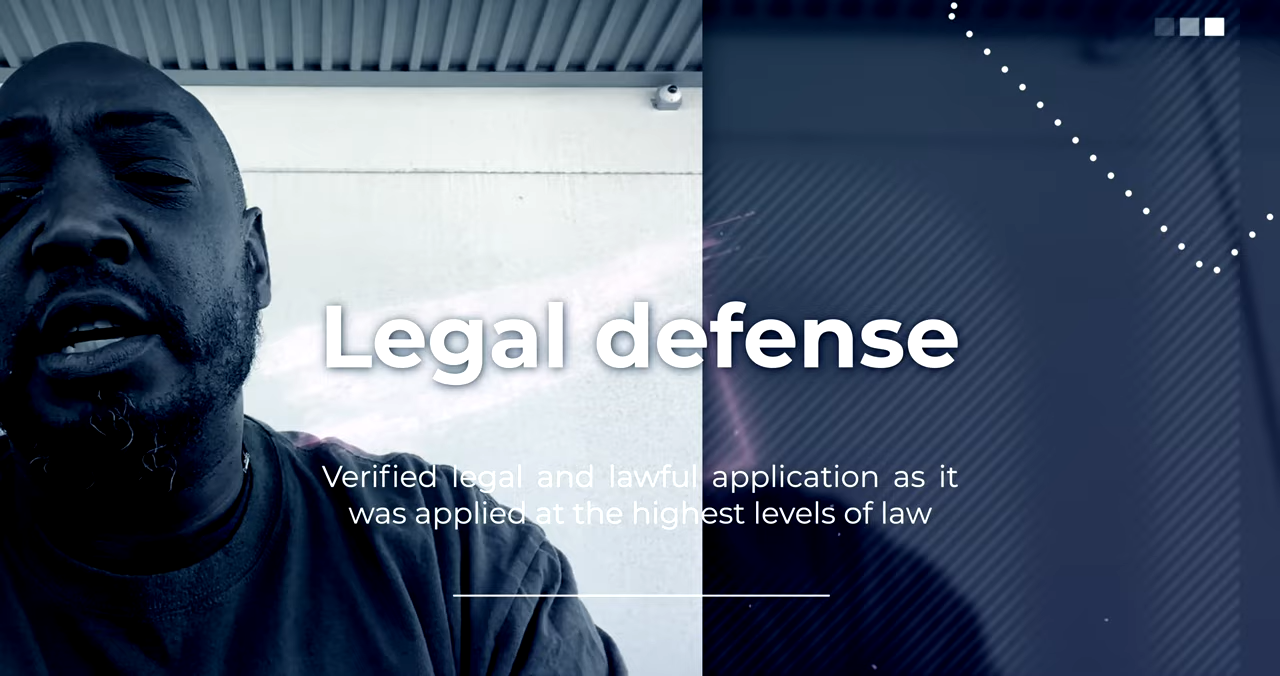 Legal defense
Verified legal and lawful application as it
was applied at the highest levels of law